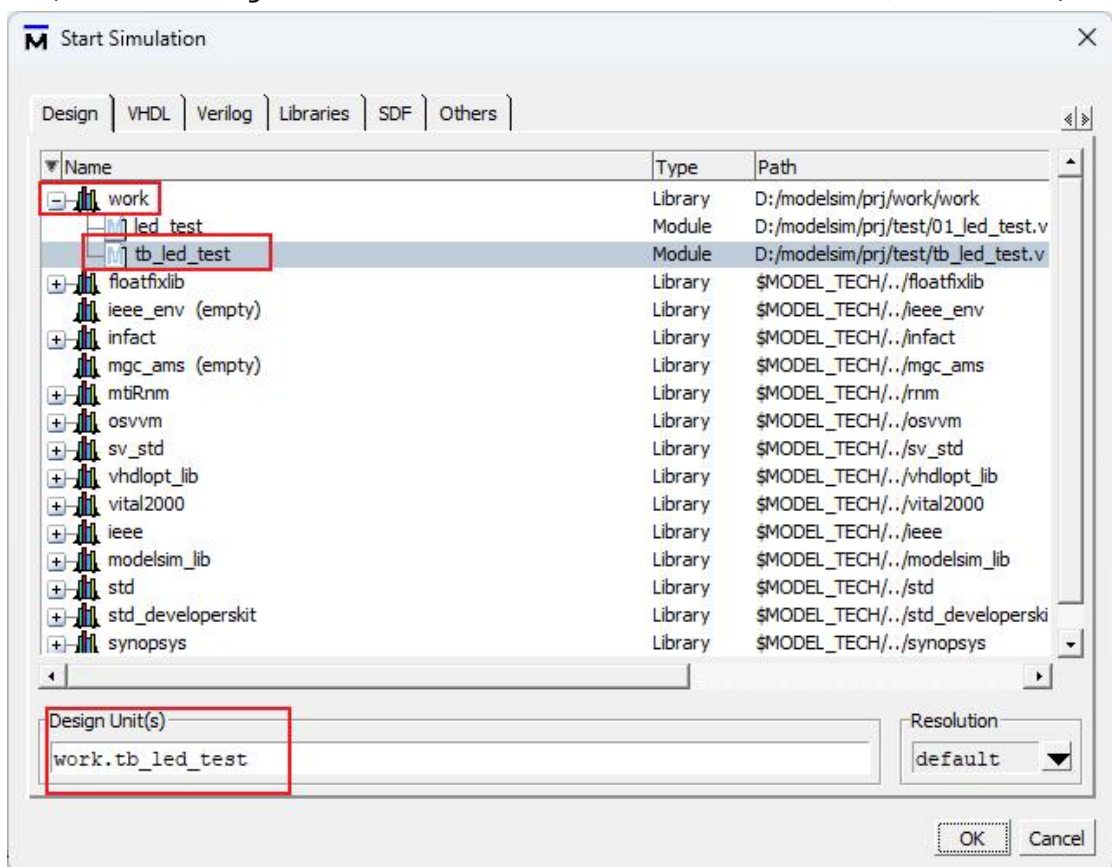 Start Simulation
Design VHDL Verilog Libraries SDF Others
Name Type Path
work Library D:/modelsim/prj/work/work
led_test Module D:/modelsim/prj/test/01_led_test.v
tb_led_test Module D:/modelsim/prj/test/tb_led_test.v
floatfixlib Library $MODEL_TECH/../floatfixlib
ieee_env (empty) Library $MODEL_TECH/../ieee_env
infact Library $MODEL_TECH/../infact
mgc_ams (empty) Library $MODEL_TECH/../mgc_ams
mtiRnm Library $MODEL_TECH/../rnm
osvvm Library $MODEL_TECH/../osvvm
sv_std Library $MODEL_TECH/../sv_std
vhdlopt_lib Library $MODEL_TECH/../vhdlopt_lib
vital2000 Library $MODEL_TECH/../vital2000
ieee Library $MODEL_TECH/../ieee
modelsim_lib Library $MODEL_TECH/../modelsim_lib
std Library $MODEL_TECH/../std
std_developerskit Library $MODEL_TECH/../std_developerski
synopsys Library $MODEL_TECH/../synopsys
Design Unit(s) Resolution
work.tb_led_test default
OK Cancel